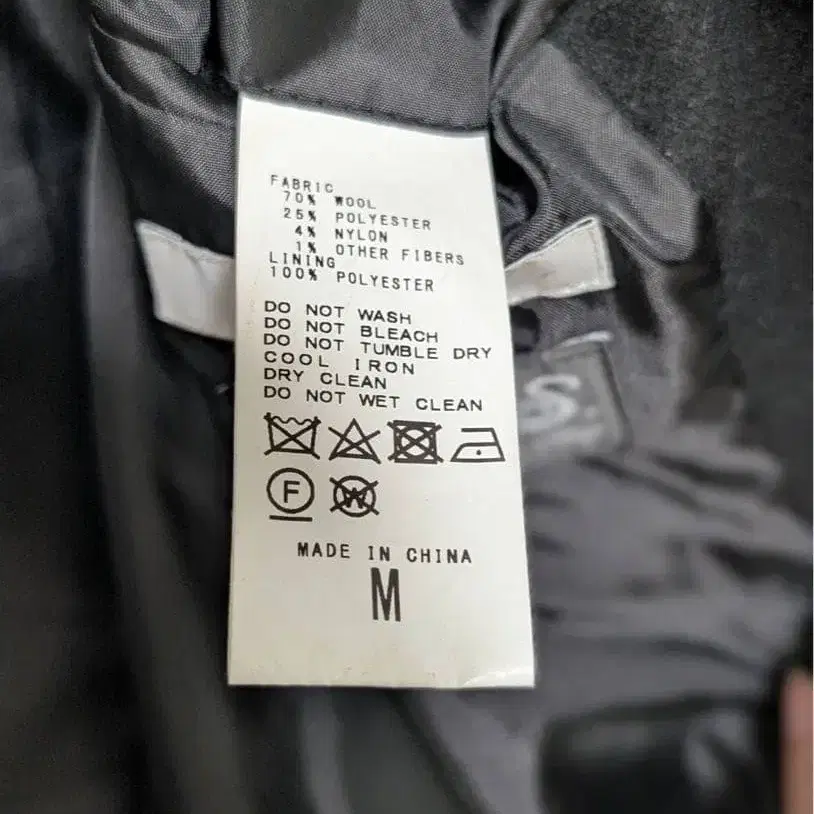 FABRIC
70% WOOL
25% POLYESTER
4% NYLON
1% OTHER FIBERS
LINING
100% POLYESTER
DO NOT WASH
DO NOT BLEACH
DO NOT TUMBLE DRY
COOL IRON
DRY CLEAN
DO NOT WET CLEAN
F
W
MADE IN CHINA
M